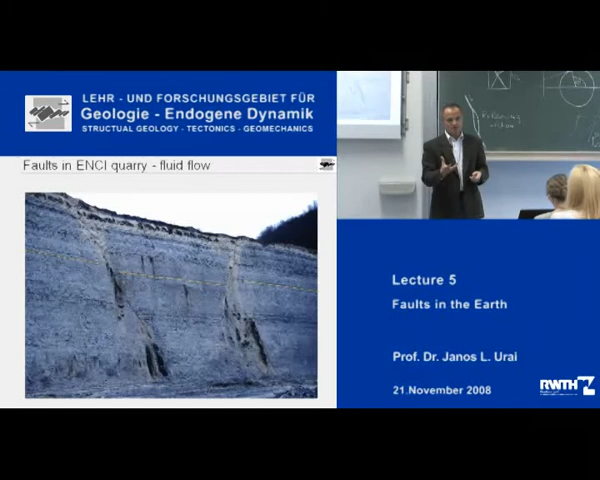 LEHR - UND FORSCHUNGSGEBIET FÜR
Geologie - Endogene Dynamik
STRUCTUAL GEOLOGY - TECTONICS - GEOMECHANICS
Faults in ENCI quarry - fluid flow
Lecture 5
Faults in the Earth
Prof. Dr. Janos L. Urai
21.November 2008
RWTH